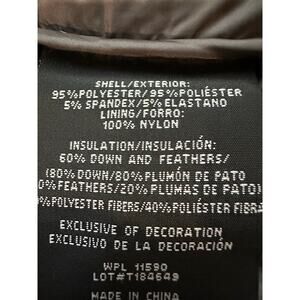 SHELL/EXTERIOR:
95%POLYESTER/95%POLIÉSTER
5% SPANDEX/5% ELASTANO
LINING/FORRO:
100% NYLON
INSULATION/INSULACIÓN:
60% DOWN AND FEATHERS/
(80% DOWN/80% PLUMÓN DE PATO
0%FEATHERS/20% PLUMAS DE PATO)
0%POLYESTER FIBERS/40%POLIÉSTER FIBRA
EXCLUSIVE OF DECORATION
EXCLUSIVO DE LA DECORACIÓN
WPL 11590
LOT#T184649
MADE IN CHINA